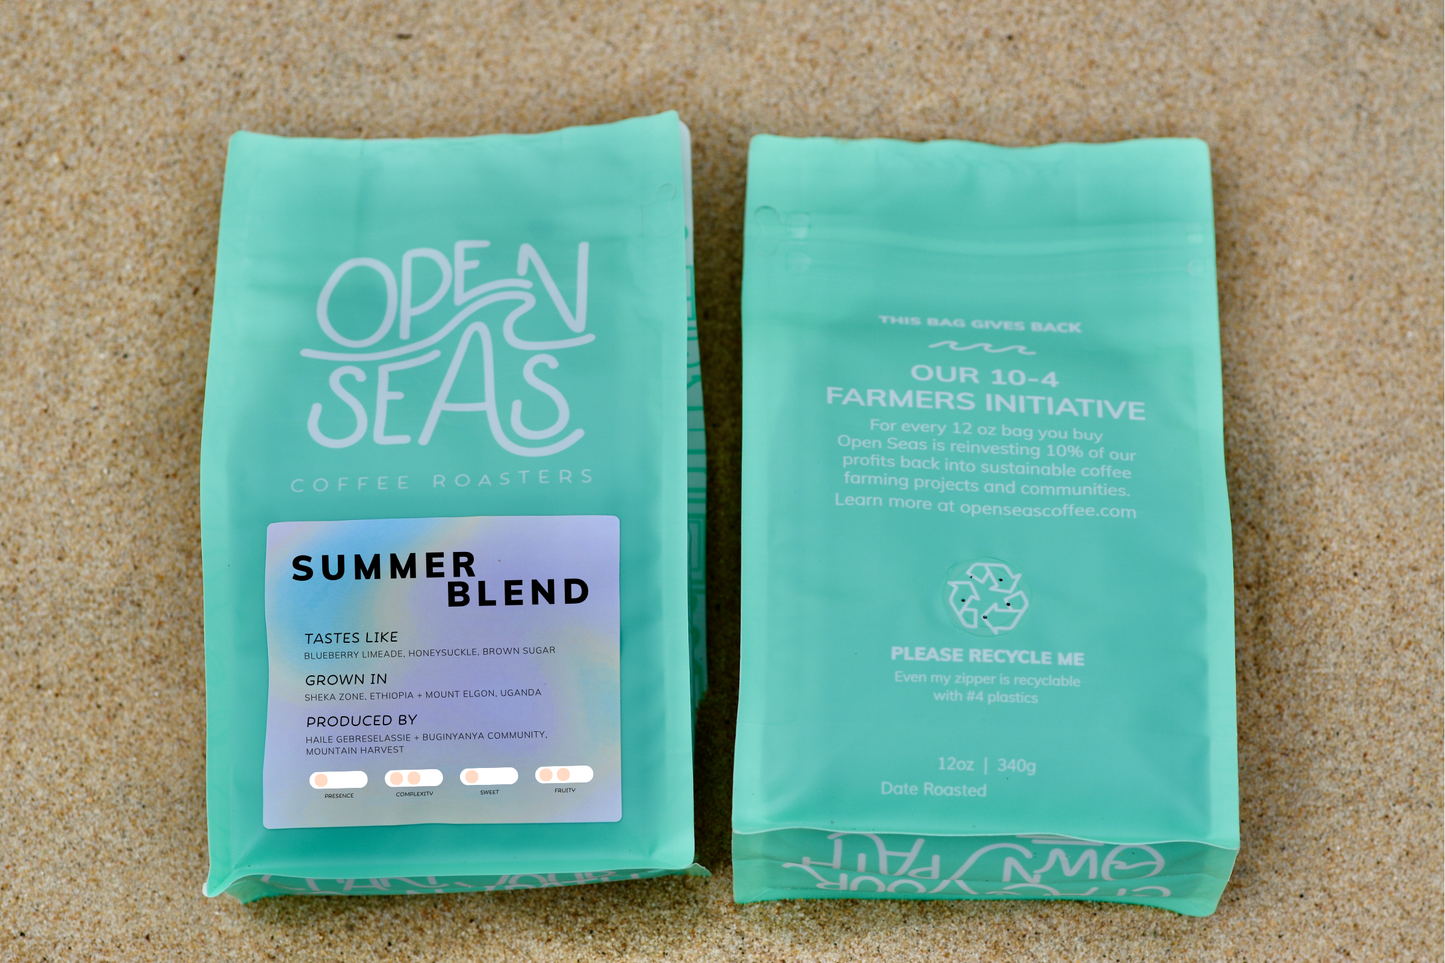 OPEN
SEAS
COFFEE ROASTERS
SUMMER
BLEND
TASTES LIKE
BLUEBERRY LIMEADE, HONEYSUCKLE, BROWN SUGAR
GROWN IN
SHEKA ZONE, ETHIOPIA + MOUNT ELGON, UGANDA
PRODUCED BY
HAILE GEBRESELASSIE + BUGINYANYA COMMUNITY,
MOUNTAIN HARVEST
PRESENCE COMPLEXITY SWEET FRUITY
THIS BAG GIVES BACK
OUR 10-4
FARMERS INITIATIVE
For every 12 oz bag you buy
Open Seas is reinvesting 10% of our
profits back into sustainable coffee
farming projects and communities.
Learn more at openseascoffee.com
PLEASE RECYCLE ME
Even my zipper is recyclable
with #4 plastics
12oz | 340g
Date Roasted
YOUR
OWN PATH